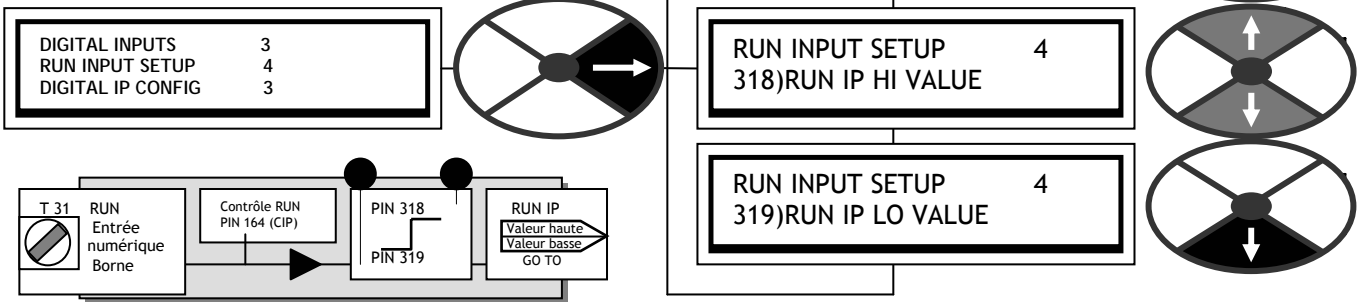 DIGITAL INPUTS 3
RUN INPUT SETUP 4
DIGITAL IP CONFIG 3
RUN INPUT SETUP 4
318)RUN IP HI VALUE
RUN INPUT SETUP 4
319)RUN IP LO VALUE
T 31 RUN
Entrée
numérique
Borne
Contrôle RUN
PIN 164 (CIP)
PIN 318
PIN 319
RUN IP
Valeur haute
Valeur basse
GO TO